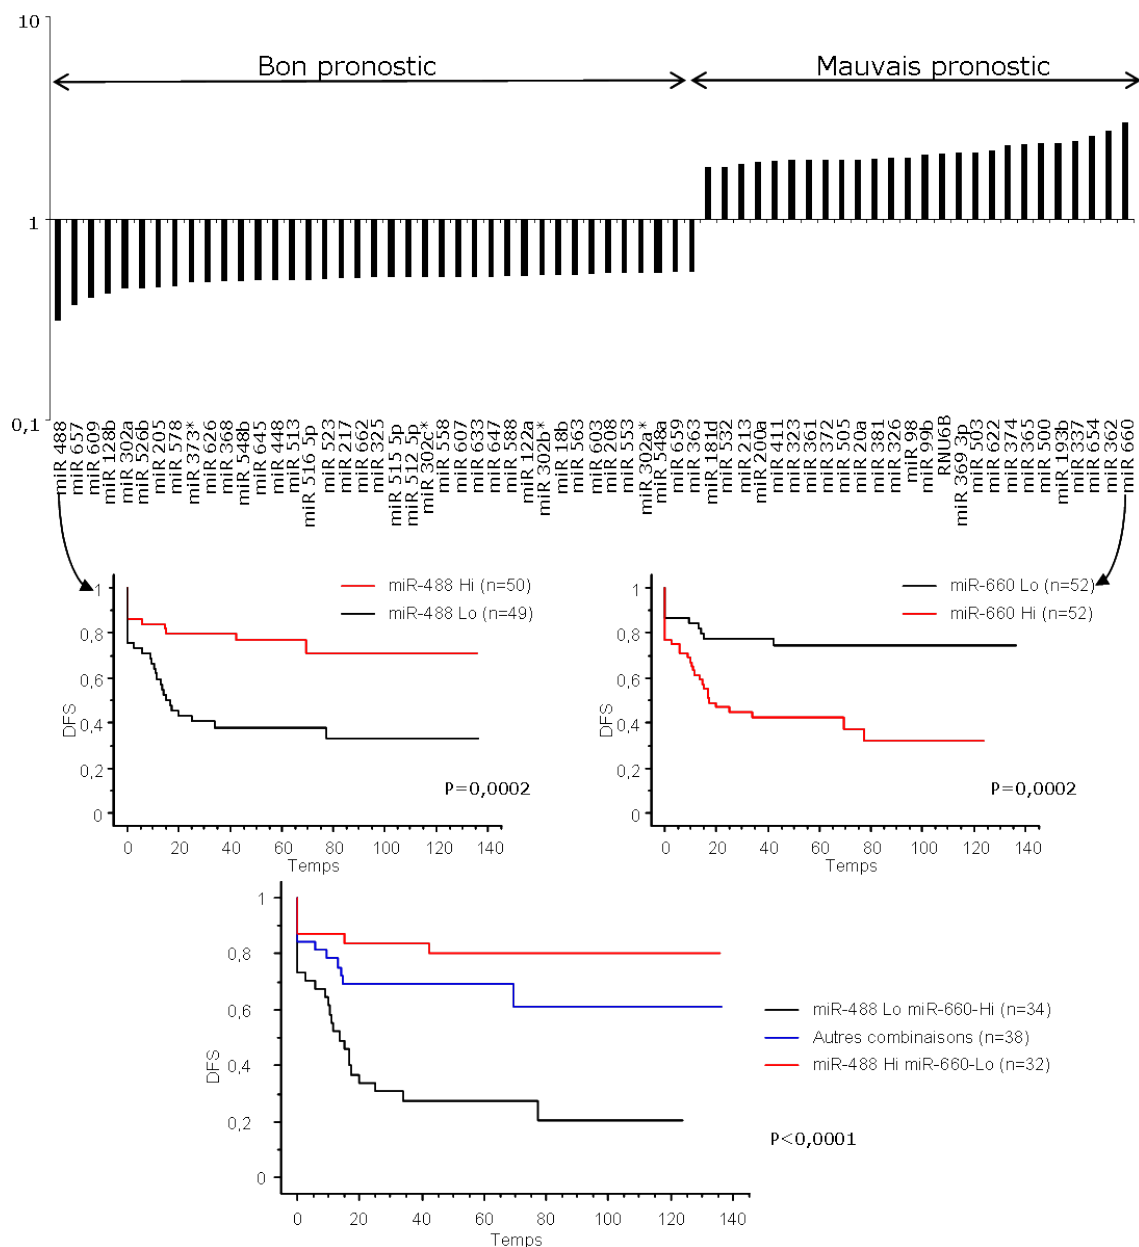 10
Bon pronostic
Mauvais pronostic
1
0,1
miR 488
miR 657
miR 609
miR 128b
miR 302a
miR 526b
miR 205
miR 578
miR 373*
miR 626
miR 368
miR 548b
miR 645
miR 448
miR 513
miR 516 5p
miR 523
miR 217
miR 662
miR 325
miR 515 5p
miR 512 5p
miR 302c*
miR 558
miR 607
miR 633
miR 647
miR 588
miR 122a
miR 302b*
miR 18b
miR 563
miR 603
miR 208
miR 553
miR 302a*
miR 548a
miR 659
miR 363
miR 181d
miR 532
miR 213
miR 200a
miR 411
miR 323
miR 361
miR 372
miR 505
miR 20a
miR 381
miR 326
miR 98
miR 99b
RNU6B
miR 369 3p
miR 503
miR 622
miR 374
miR 365
miR 500
miR 193b
miR 337
miR 654
miR 362
miR 660
1
0,8
0,6
0,4
0,2
0
DFS
miR-488 Hi (n=50)
miR-488 Lo (n=49)
P=0,0002
0 20 40 60 80 100 120 140
Temps
1
0,8
0,6
0,4
0,2
0
DFS
miR-660 Lo (n=52)
miR-660 Hi (n=52)
P=0,0002
0 20 40 60 80 100 120 140
Temps
1
0,8
0,6
0,4
0,2
0
DFS
miR-488 Lo miR-660-Hi (n=34)
Autres combinaisons (n=38)
miR-488 Hi miR-660-Lo (n=32)
P<0,0001
0 20 40 60 80 100 120 140
Temps